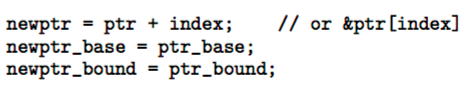 newptr = ptr + index;    // or &ptr[index]
newptr_base = ptr_base;
newptr_bound = ptr_bound;